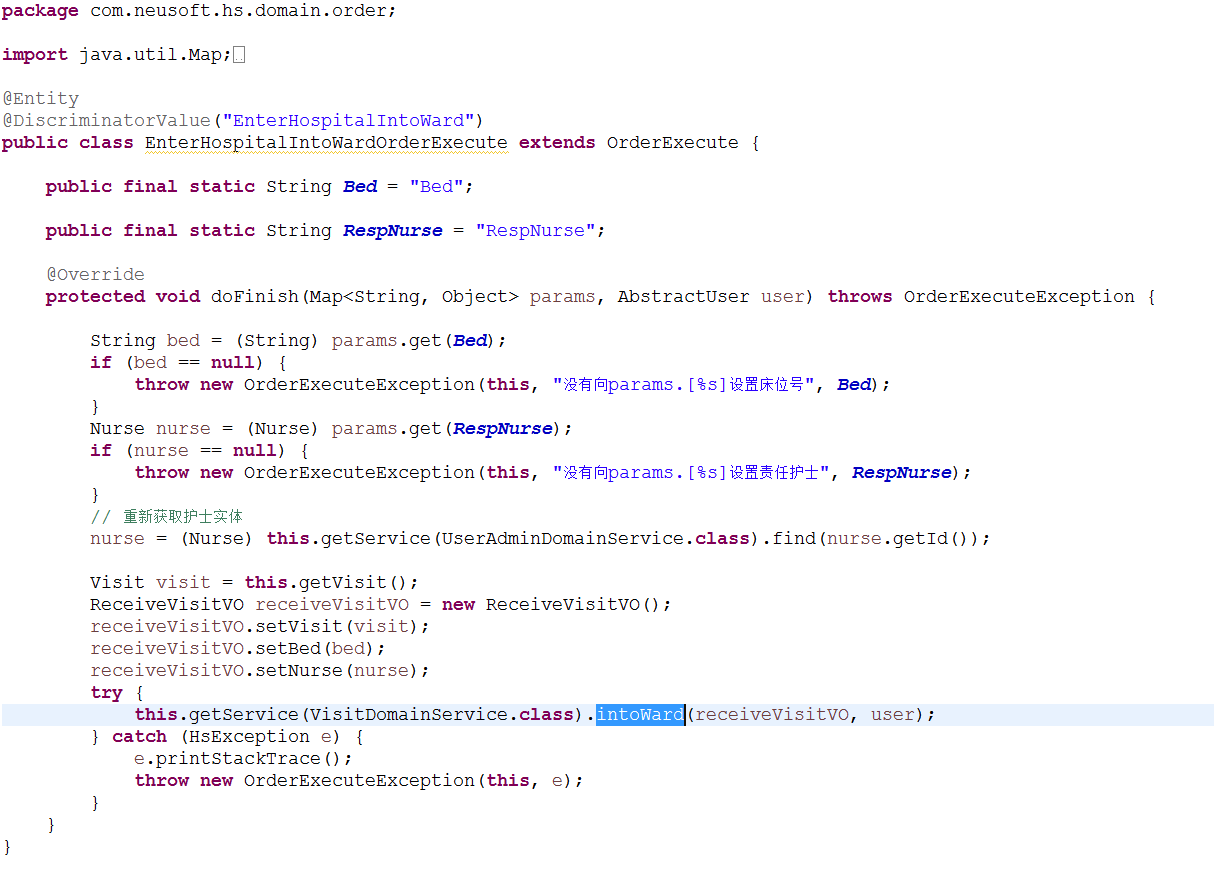 package com.neusoft.hs.domain.order;
import java.util.Map;
@Entity
@DiscriminatorValue("EnterHospitalIntoWard")
public class EnterHospitalIntoWardOrderExecute extends OrderExecute {
public final static String Bed = "Bed";
public final static String RespNurse = "RespNurse";
@Override
protected void doFinish(Map<String, Object> params, AbstractUser user) throws OrderExecuteException {
String bed = (String) params.get(Bed);
if (bed == null) {
throw new OrderExecuteException(this, "没有向params.[%s]设置床位号", Bed);
}
Nurse nurse = (Nurse) params.get(RespNurse);
if (nurse == null) {
throw new OrderExecuteException(this, "没有向params.[%s]设置责任护士", RespNurse);
}
// 重新获取护士实体
nurse = (Nurse) this.getService(UserAdminDomainService.class).find(nurse.getId());
Visit visit = this.getVisit();
ReceiveVisitVO receiveVisitVO = new ReceiveVisitVO();
receiveVisitVO.setVisit(visit);
receiveVisitVO.setBed(bed);
receiveVisitVO.setNurse(nurse);
try {
this.getService(VisitDomainService.class).intoWard(receiveVisitVO, user);
} catch (HsException e) {
e.printStackTrace();
throw new OrderExecuteException(this, e);
}
}
}